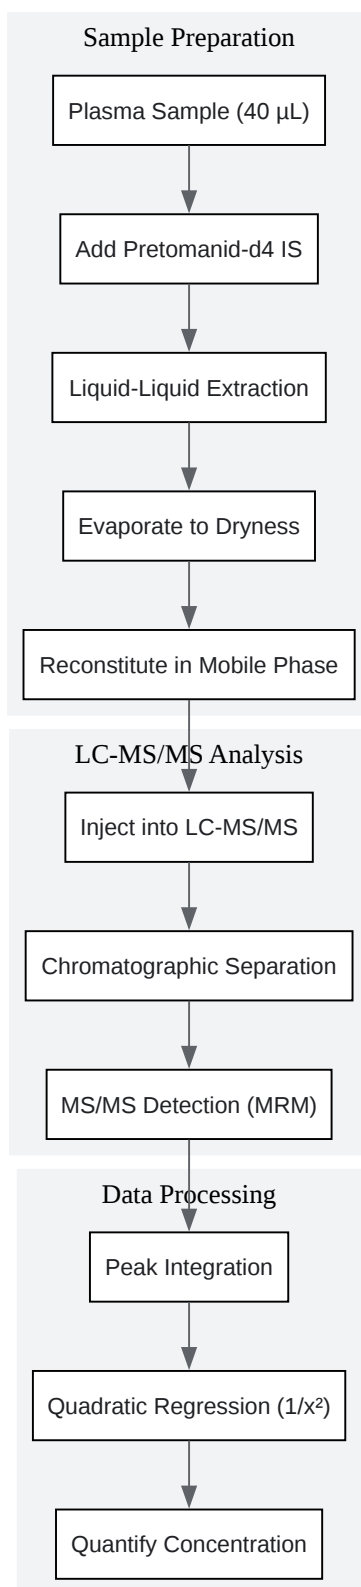 Sample Preparation
Plasma Sample (40 µL)
Add Pretomanid-d4 IS
Liquid-Liquid Extraction
Evaporate to Dryness
Reconstitute in Mobile Phase
LC-MS/MS Analysis
Inject into LC-MS/MS
Chromatographic Separation
MS/MS Detection (MRM)
Data Processing
Peak Integration
Quadratic Regression (1/x²)
Quantify Concentration